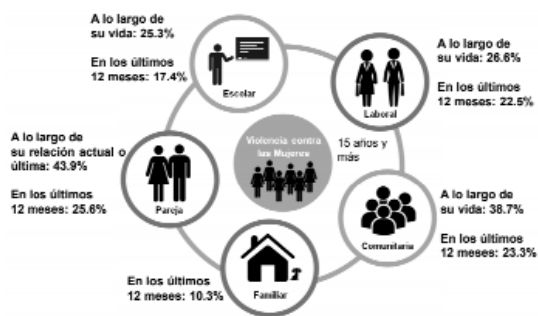 A lo largo de
su vida: 25.3%
En los últimos
12 meses: 17.4%
Escolar
A lo largo de
su vida: 26.6%
En los últimos
12 meses: 22.5%
Laboral
Violencia contra
las Mujeres
15 años y
más
A lo largo de
su relación actual o
última: 43.9%
En los últimos
12 meses: 25.6%
Pareja
A lo largo de
su vida: 38.7%
En los últimos
12 meses: 23.3%
Comunitaria
En los últimos
12 meses: 10.3%
Familiar